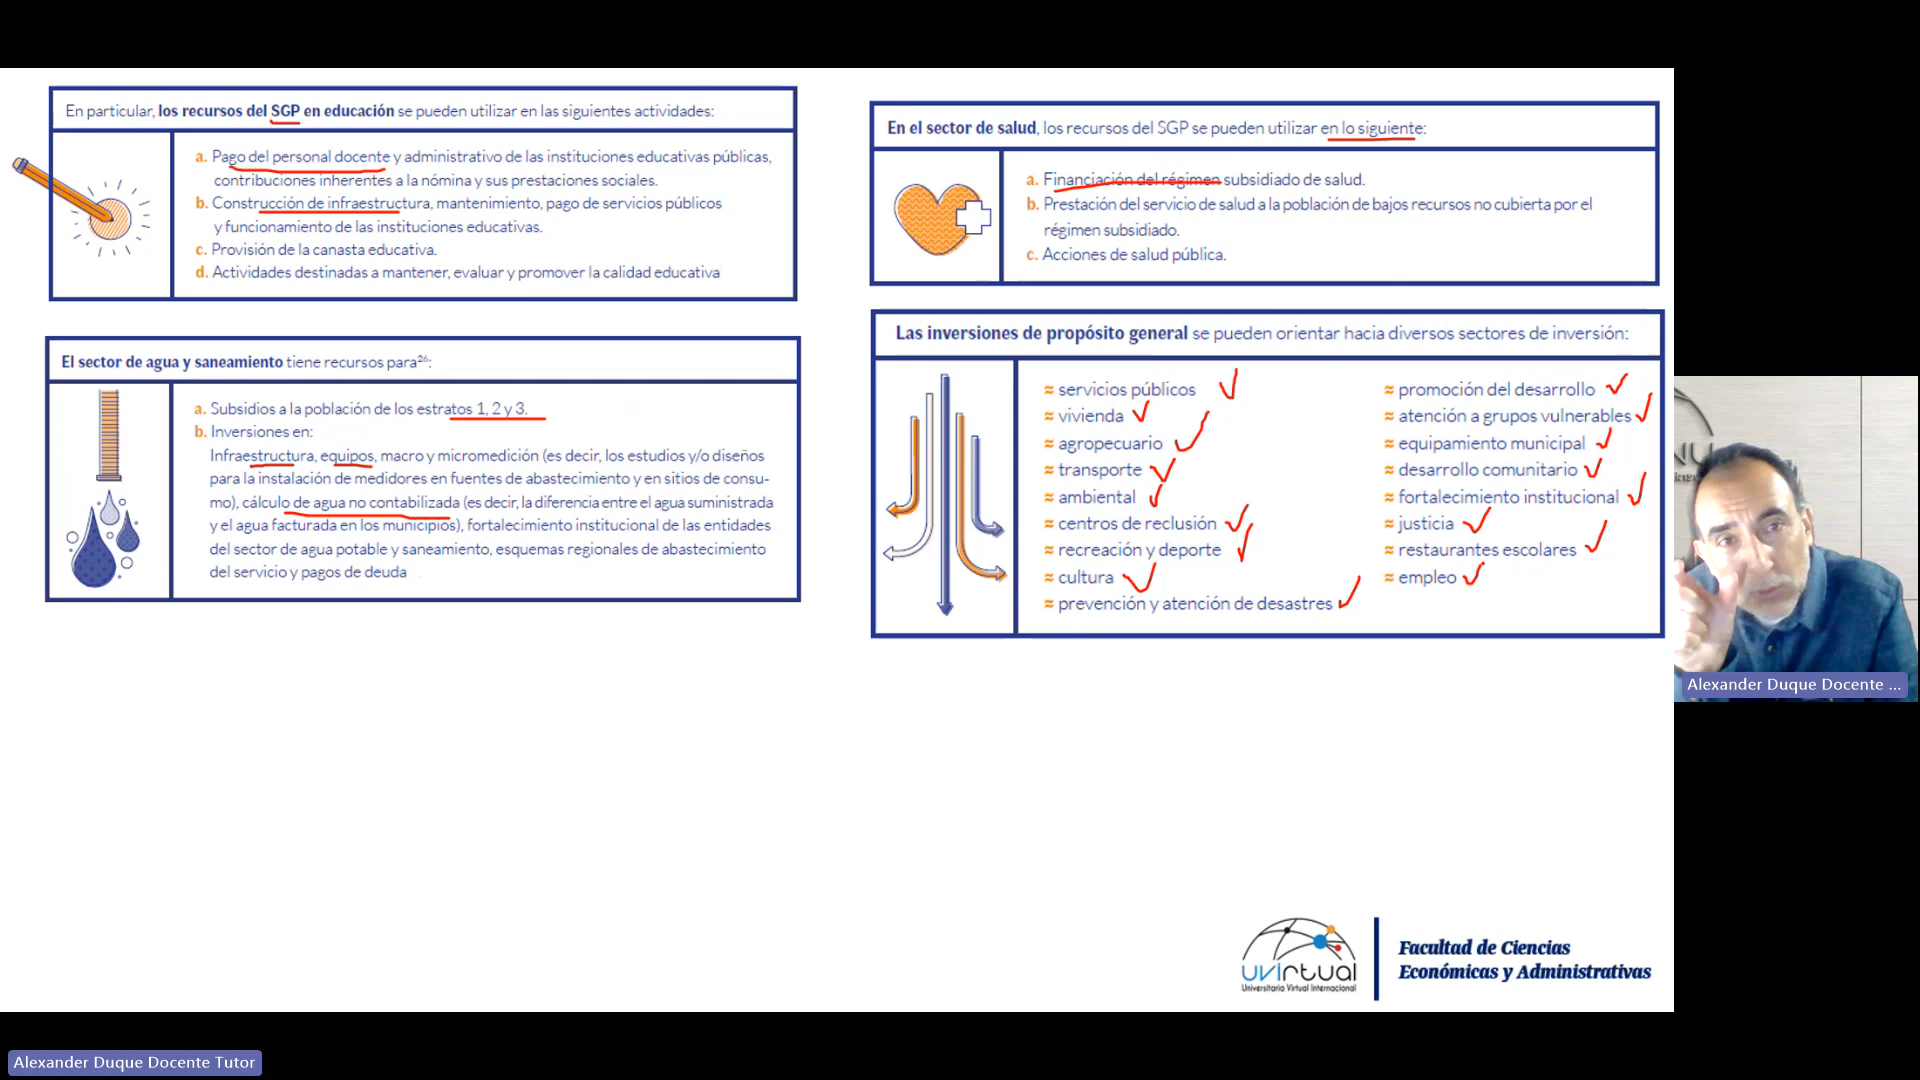 En particular, los recursos del SGP en educación se pueden utilizar en las siguientes actividades:
a. Pago del personal docente y administrativo de las instituciones educativas públicas,
contribuciones inherentes a la nómina y sus prestaciones sociales.
b. Construcción de infraestructura, mantenimiento, pago de servicios públicos
y funcionamiento de las instituciones educativas.
c. Provisión de la canasta educativa.
d. Actividades destinadas a mantener, evaluar y promover la calidad educativa
El sector de agua y saneamiento tiene recursos para26:
a. Subsidios a la población de los estratos 1, 2 y 3.
b. Inversiones en:
Infraestructura, equipos, macro y micromedición (es decir, los estudios y/o diseños
para la instalación de medidores en fuentes de abastecimiento y en sitios de consu-
mo), cálculo de agua no contabilizada (es decir, la diferencia entre el agua suministrada
y el agua facturada en los municipios), fortalecimiento institucional de las entidades
del sector de agua potable y saneamiento, esquemas regionales de abastecimiento
del servicio y pagos de deuda
En el sector de salud, los recursos del SGP se pueden utilizar en lo siguiente:
a. Financiación del régimen subsidiado de salud.
b. Prestación del servicio de salud a la población de bajos recursos no cubierta por el
régimen subsidiado.
c. Acciones de salud pública.
Las inversiones de propósito general se pueden orientar hacia diversos sectores de inversión:
≈ servicios públicos
≈ vivienda
≈ agropecuario
≈ transporte
≈ ambiental
≈ centros de reclusión
≈ recreación y deporte
≈ cultura
≈ prevención y atención de desastres
≈ promoción del desarrollo
≈ atención a grupos vulnerables
≈ equipamiento municipal
≈ desarrollo comunitario
≈ fortalecimiento institucional
≈ justicia
≈ restaurantes escolares
≈ empleo
Alexander Duque Docente ...
uvirtual
Universitaria Virtual Internacional
Facultad de Ciencias
Económicas y Administrativas
Alexander Duque Docente Tutor